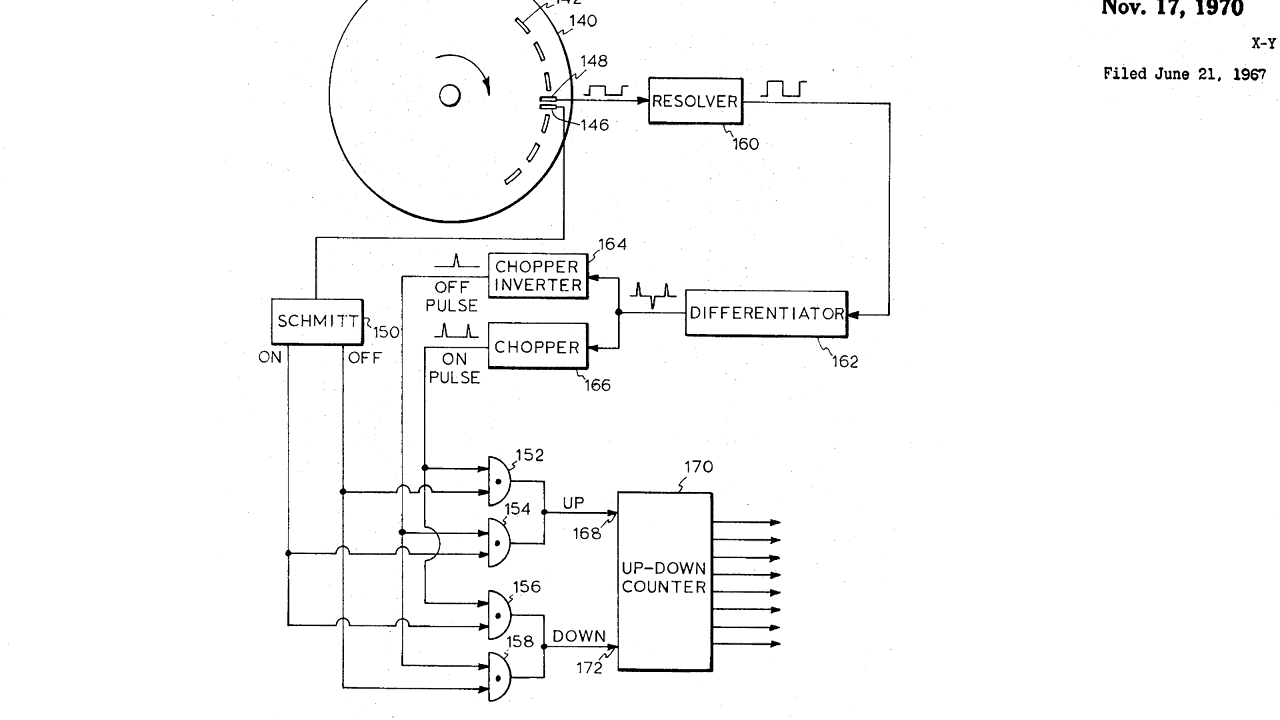 Nov. 17, 1970
X-Y
Filed June 21, 1967
142
140
148
146
RESOLVER
160
164
CHOPPER
INVERTER
OFF
PULSE
DIFFERENTIATOR
162
SCHMITT
150
ON
OFF
CHOPPER
166
ON
PULSE
152
154
UP
168
170
UP-DOWN
COUNTER
156
158
DOWN
172